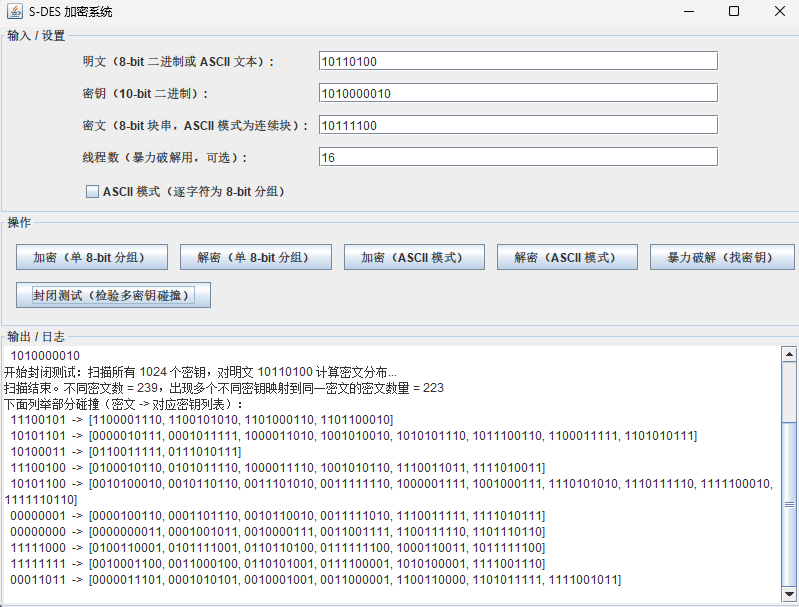 S-DES 加密系统
输入 / 设置
明文（8-bit 二进制或 ASCII 文本）:
10110100
密钥（10-bit 二进制）:
1010000010
密文（8-bit 块串，ASCII 模式为连续块）:
10111100
线程数（暴力破解用，可选）:
16
ASCII 模式（逐字符为 8-bit 分组）
操作
加密（单 8-bit 分组）
解密（单 8-bit 分组）
加密（ASCII 模式）
解密（ASCII 模式）
暴力破解（找密钥）
封闭测试（检验多密钥碰撞）
输出 / 日志
1010000010
开始封闭测试：扫描所有 1024 个密钥，对明文 10110100 计算密文分布...
扫描结束。不同密文数 = 239，出现多个不同密钥映射到同一密文的密文数量 = 223
下面列举部分碰撞（密文 -> 对应密钥列表）：
11100101 -> [1100001110, 1100101010, 1101000110, 1101100010]
10101101 -> [0000010111, 0001011111, 1000011010, 1001010010, 1010101110, 1011100110, 1100011111, 1101010111]
10100011 -> [0110011111, 0111010111]
11100100 -> [0100010110, 0101011110, 1000011110, 1001010110, 1110011011, 1111010011]
10101100 -> [0010100010, 0010110110, 0011101010, 0011111110, 1000001111, 1001000111, 1110101010, 1110111110, 1111100010,
1111110110]
00000001 -> [0000100110, 0001101110, 0010110010, 0011111010, 1110011111, 1111010111]
00000000 -> [0000000011, 0001001011, 0010000111, 0011001111, 1100111110, 1101110110]
11111000 -> [0100110001, 0101111001, 0110110100, 0111111100, 1000110011, 1011111100]
11111111 -> [0010001100, 0011000100, 0110101001, 0111100001, 1010100001, 1111001110]
00011011 -> [0000011101, 0001010101, 0010001001, 0011000001, 1100110000, 1101011111, 1111001011]